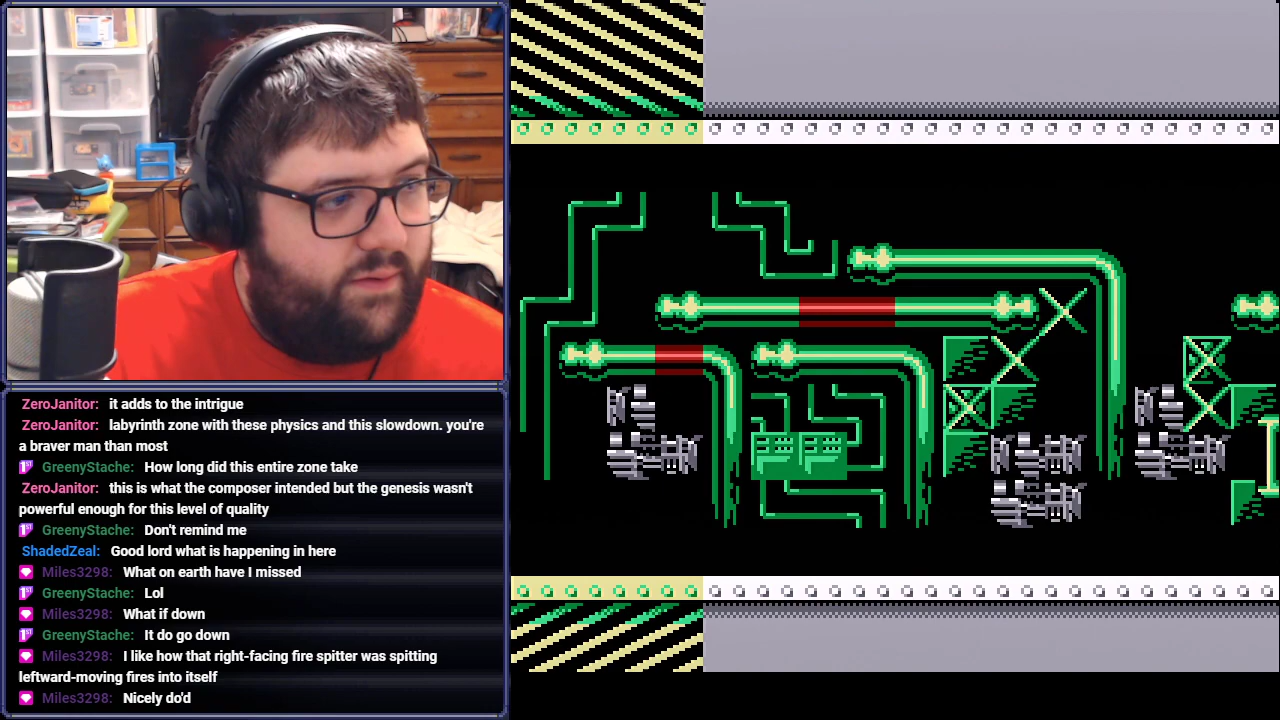 ZeroJanitor: it adds to the intrigue
ZeroJanitor: labyrinth zone with these physics and this slowdown. you're
a braver man than most
GreenyStache: How long did this entire zone take
ZeroJanitor: this is what the composer intended but the genesis wasn't
powerful enough for this level of quality
GreenyStache: Don't remind me
ShadedZeal: Good lord what is happening in here
Miles3298: What on earth have I missed
GreenyStache: Lol
Miles3298: What if down
GreenyStache: It do go down
Miles3298: I like how that right-facing fire spitter was spitting
leftward-moving fires into itself
Miles3298: Nicely do'd